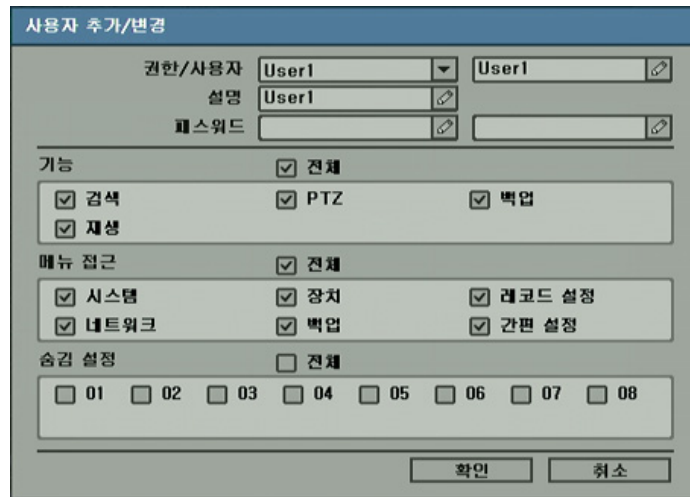 사용자 추가/변경
권한/사용자 User1 User1
설명 User1
패스워드
기능 전체
검색 PTZ 백업
재생
메뉴 접근 전체
시스템 장치 레코드 설정
네트워크 백업 간편 설정
숨김 설정 전체
01 02 03 04 05 06 07 08
확인 취소